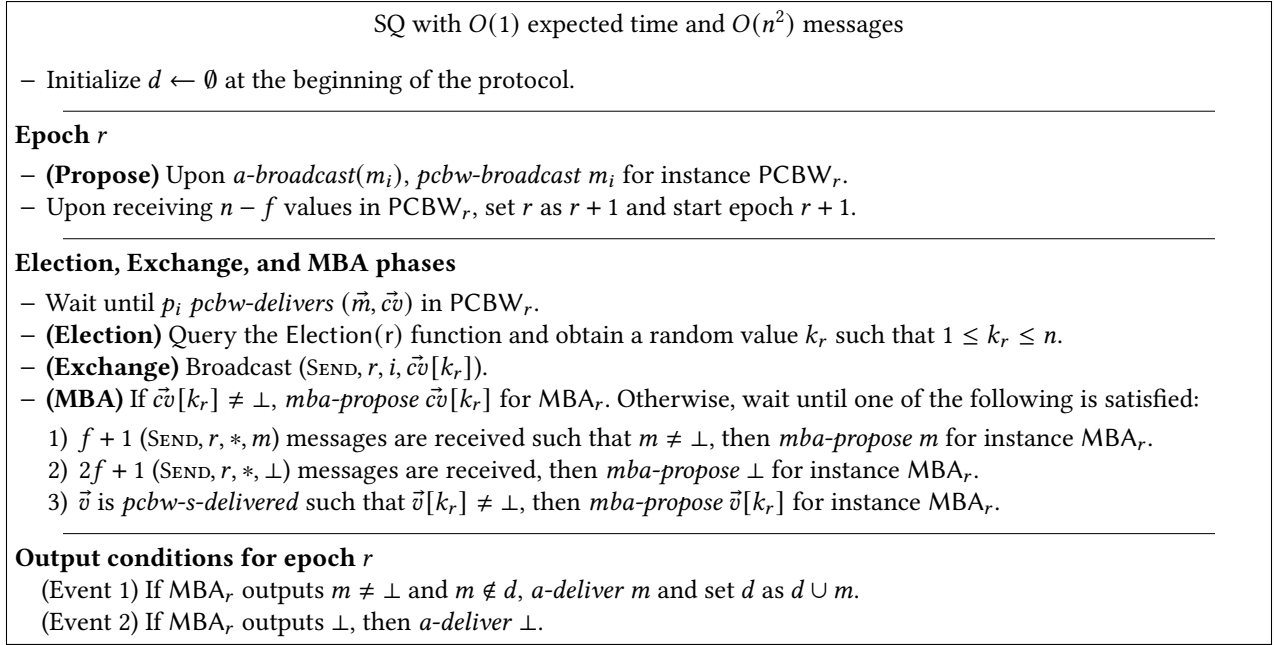 SQ with O(1) expected time and O(n²) messages
– Initialize d ← ∅ at the beginning of the protocol.
Epoch r
– (Propose) Upon a-broadcast(mᵢ), pcbw-broadcast mᵢ for instance PCBWᵣ.
– Upon receiving n − f values in PCBWᵣ, set r as r + 1 and start epoch r + 1.
Election, Exchange, and MBA phases
– Wait until pᵢ pcbw-delivers (m⃗, c⃗v) in PCBWᵣ.
– (Election) Query the Election(r) function and obtain a random value kᵣ such that 1 ≤ kᵣ ≤ n.
– (Exchange) Broadcast (Send, r, i, c⃗v[kᵣ]).
– (MBA) If c⃗v[kᵣ] ≠ ⊥, mba-propose c⃗v[kᵣ] for MBAᵣ. Otherwise, wait until one of the following is satisfied:
1) f + 1 (Send, r, ∗, m) messages are received such that m ≠ ⊥, then mba-propose m for instance MBAᵣ.
2) 2f + 1 (Send, r, ∗, ⊥) messages are received, then mba-propose ⊥ for instance MBAᵣ.
3) v⃗ is pcbw-s-delivered such that v⃗[kᵣ] ≠ ⊥, then mba-propose v⃗[kᵣ] for instance MBAᵣ.
Output conditions for epoch r
(Event 1) If MBAᵣ outputs m ≠ ⊥ and m ∉ d, a-deliver m and set d as d ∪ m.
(Event 2) If MBAᵣ outputs ⊥, then a-deliver ⊥.